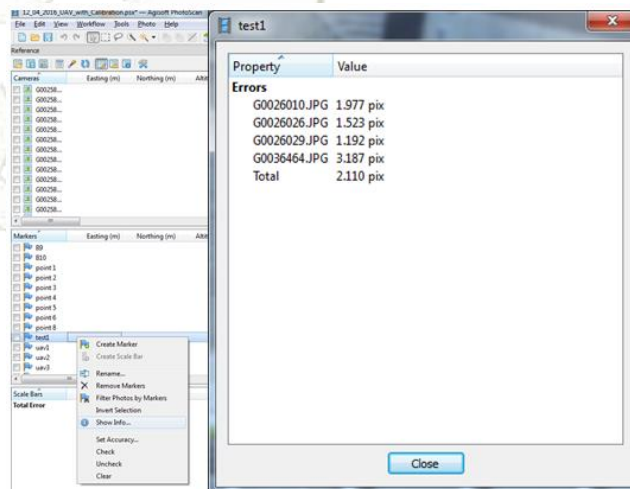 12_04_2016_UAV_with_Calibration.psx* — Agisoft PhotoScan
File Edit View Workflow Tools Photo Help
Reference
Cameras Easting (m) Northing (m)
G00258...
G00258...
G00258...
G00258...
G00258...
G00258...
G00258...
G00258...
G00258...
G00258...
G00258...
Markers Easting (m) Northing (m)
B9
B10
point 1
point 2
point 3
point 4
point 5
point 6
point 8
test1
uav1
uav2
uav3
Create Marker
Create Scale Bar
Rename...
Remove Markers
Filter Photos by Markers
Invert Selection
Show Info...
Set Accuracy...
Check
Uncheck
Clear
Scale Bars
Total Error
test1
Property Value
Errors
G0026010.JPG 1.977 pix
G0026026.JPG 1.523 pix
G0026029.JPG 1.192 pix
G0036464.JPG 3.187 pix
Total 2.110 pix
Close